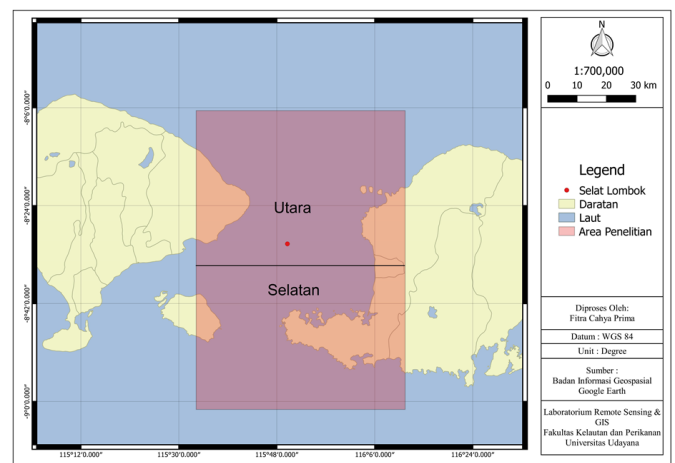 Utara
Selatan
-8°6'0.000"
-8°24'0.000"
-8°42'0.000"
-9°0'0.000"
115°12'0.000"
115°30'0.000"
115°48'0.000"
116°6'0.000"
116°24'0.000"
N
1:700,000
0 10 20 30 km
Legend
Selat Lombok
Daratan
Laut
Area Penelitian
Diproses Oleh:
Fitra Cahya Prima
Datum : WGS 84
Unit : Degree
Sumber :
Badan Informasi Geospasial
Google Earth
Laboratorium Remote Sensing &
GIS
Fakultas Kelautan dan Perikanan
Universitas Udayana